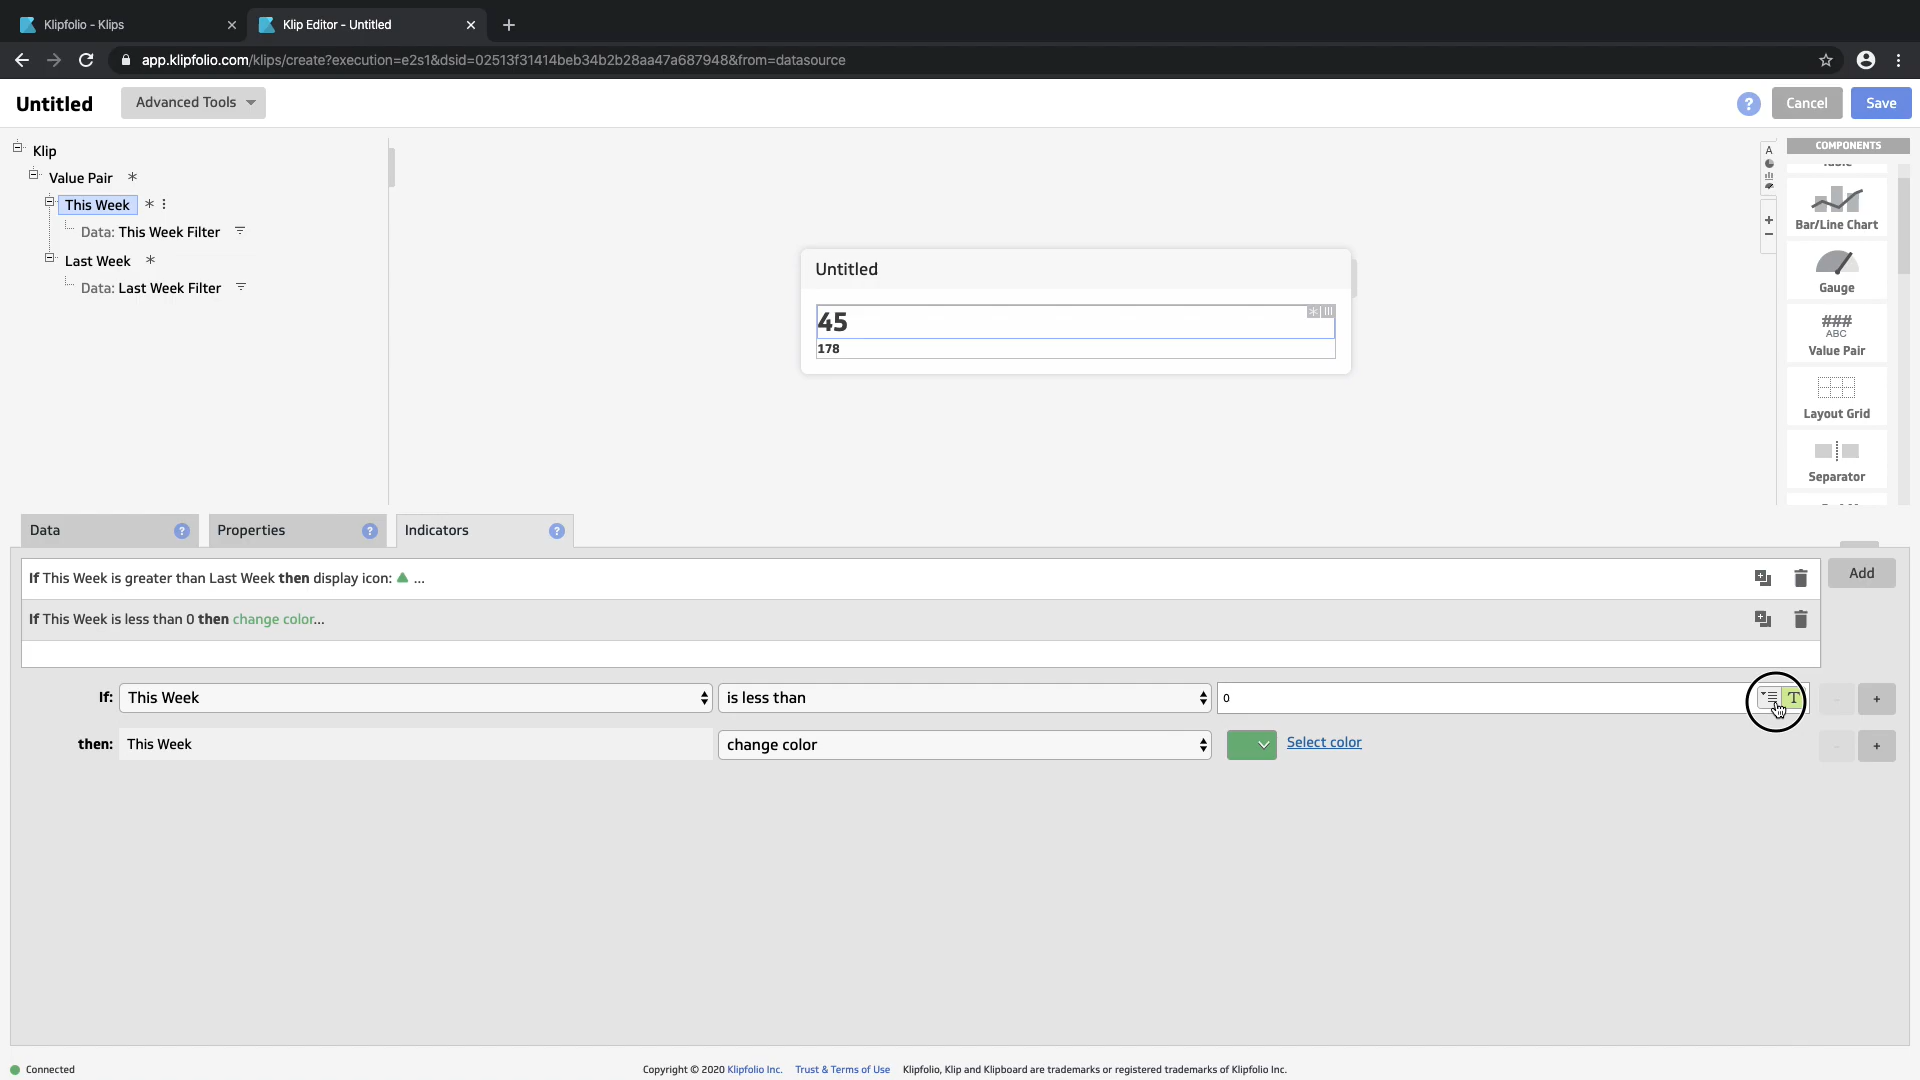 Klipfolio - Klips
Klip Editor - Untitled
app.klipfolio.com/klips/create?execution=e2s1&dsid=02513f31414beb34b2b28aa47a687948&from=datasource
Untitled
Advanced Tools
?
Cancel
Save
Klip
Value Pair *
This Week *
Data: This Week Filter
Last Week *
Data: Last Week Filter
Untitled
45
178
A
+
−
COMPONENTS
Bar/Line Chart
Gauge
###
ABC
Value Pair
Layout Grid
Separator
Data ?
Properties ?
Indicators ?
If This Week is greater than Last Week then display icon: ▲ ...
If This Week is less than 0 then change color...
Add
If: This Week is less than 0 T - +
then: This Week change color Select color - +
Connected
Copyright © 2020 Klipfolio Inc. Trust & Terms of Use Klipfolio, Klip and Klipboard are trademarks or registered trademarks of Klipfolio Inc.